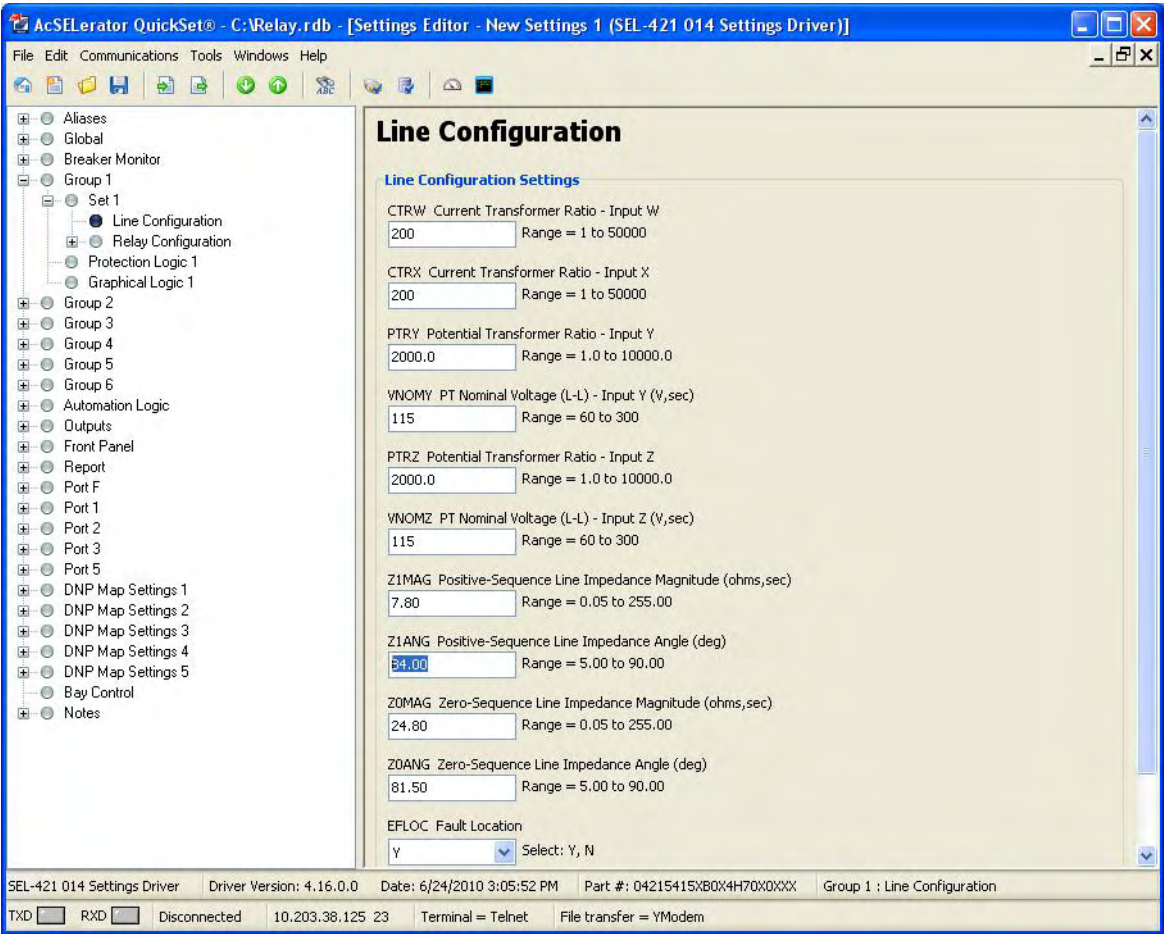 AcSELerator QuickSet® - C:\Relay.rdb - [Settings Editor - New Settings 1 (SEL-421 014 Settings Driver)]
File Edit Communications Tools Windows Help
Aliases
Global
Breaker Monitor
Group 1
Set 1
Line Configuration
Relay Configuration
Protection Logic 1
Graphical Logic 1
Group 2
Group 3
Group 4
Group 5
Group 6
Automation Logic
Outputs
Front Panel
Report
Port F
Port 1
Port 2
Port 3
Port 5
DNP Map Settings 1
DNP Map Settings 2
DNP Map Settings 3
DNP Map Settings 4
DNP Map Settings 5
Bay Control
Notes
Line Configuration
Line Configuration Settings
CTRW Current Transformer Ratio - Input W
200 Range = 1 to 50000
CTRX Current Transformer Ratio - Input X
200 Range = 1 to 50000
PTRY Potential Transformer Ratio - Input Y
2000.0 Range = 1.0 to 10000.0
VNOMY PT Nominal Voltage (L-L) - Input Y (V,sec)
115 Range = 60 to 300
PTRZ Potential Transformer Ratio - Input Z
2000.0 Range = 1.0 to 10000.0
VNOMZ PT Nominal Voltage (L-L) - Input Z (V,sec)
115 Range = 60 to 300
Z1MAG Positive-Sequence Line Impedance Magnitude (ohms,sec)
7.80 Range = 0.05 to 255.00
Z1ANG Positive-Sequence Line Impedance Angle (deg)
84.00 Range = 5.00 to 90.00
Z0MAG Zero-Sequence Line Impedance Magnitude (ohms,sec)
24.80 Range = 0.05 to 255.00
Z0ANG Zero-Sequence Line Impedance Angle (deg)
81.50 Range = 5.00 to 90.00
EFLOC Fault Location
Y Select: Y, N
SEL-421 014 Settings Driver Driver Version: 4.16.0.0 Date: 6/24/2010 3:05:52 PM Part #: 04215415XB0X4H70X0XXX Group 1 : Line Configuration
TXD RXD Disconnected 10.203.38.125 23 Terminal = Telnet File transfer = YModem